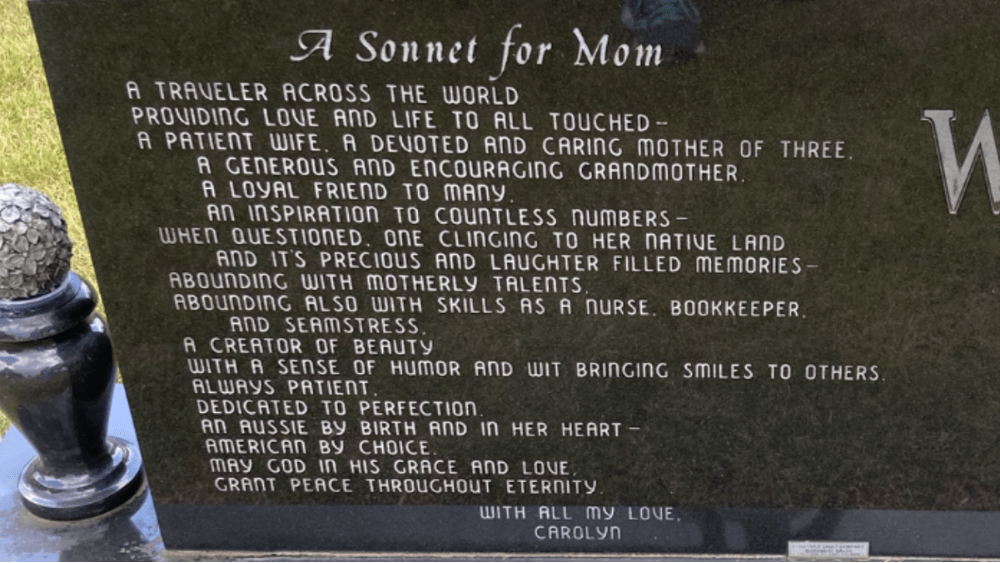 A Sonnet for Mom
A TRAVELER ACROSS THE WORLD
PROVIDING LOVE AND LIFE TO ALL TOUCHED–
A PATIENT WIFE, A DEVOTED AND CARING MOTHER OF THREE,
A GENEROUS AND ENCOURAGING GRANDMOTHER,
A LOYAL FRIEND TO MANY,
AN INSPIRATION TO COUNTLESS NUMBERS–
WHEN QUESTIONED, ONE CLINGING TO HER NATIVE LAND
AND IT'S PRECIOUS AND LAUGHTER FILLED MEMORIES–
ABOUNDING WITH MOTHERLY TALENTS,
ABOUNDING ALSO WITH SKILLS AS A NURSE, BOOKKEEPER,
AND SEAMSTRESS,
A CREATOR OF BEAUTY
WITH A SENSE OF HUMOR AND WIT BRINGING SMILES TO OTHERS.
ALWAYS PATIENT,
DEDICATED TO PERFECTION.
AN AUSSIE BY BIRTH AND IN HER HEART–
AMERICAN BY CHOICE.
MAY GOD IN HIS GRACE AND LOVE,
GRANT PEACE THROUGHOUT ETERNITY.
WITH ALL MY LOVE,
CAROLYN
W